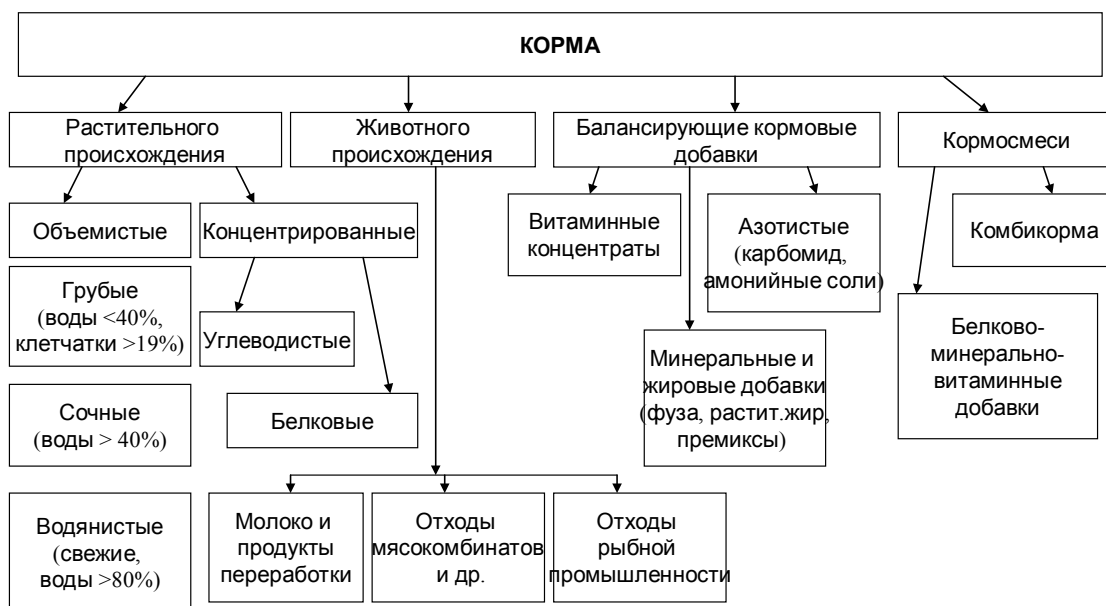 КОРМА
Растительного
происхождения
Животного
происхождения
Балансирующие кормовые
добавки
Кормосмеси
Объемистые
Концентрированные
Витаминные
концентраты
Азотистые
(карбомид,
амонийные соли)
Комбикорма
Грубые
(воды <40%,
клетчатки >19%)
Углеводистые
Минеральные и
жировые добавки
(фуза, растит.жир,
премиксы)
Белково-
минерально-
витаминные
добавки
Сочные
(воды > 40%)
Белковые
Водянистые
(свежие,
воды >80%)
Молоко и
продукты
переработки
Отходы
мясокомбинатов
и др.
Отходы
рыбной
промышленности